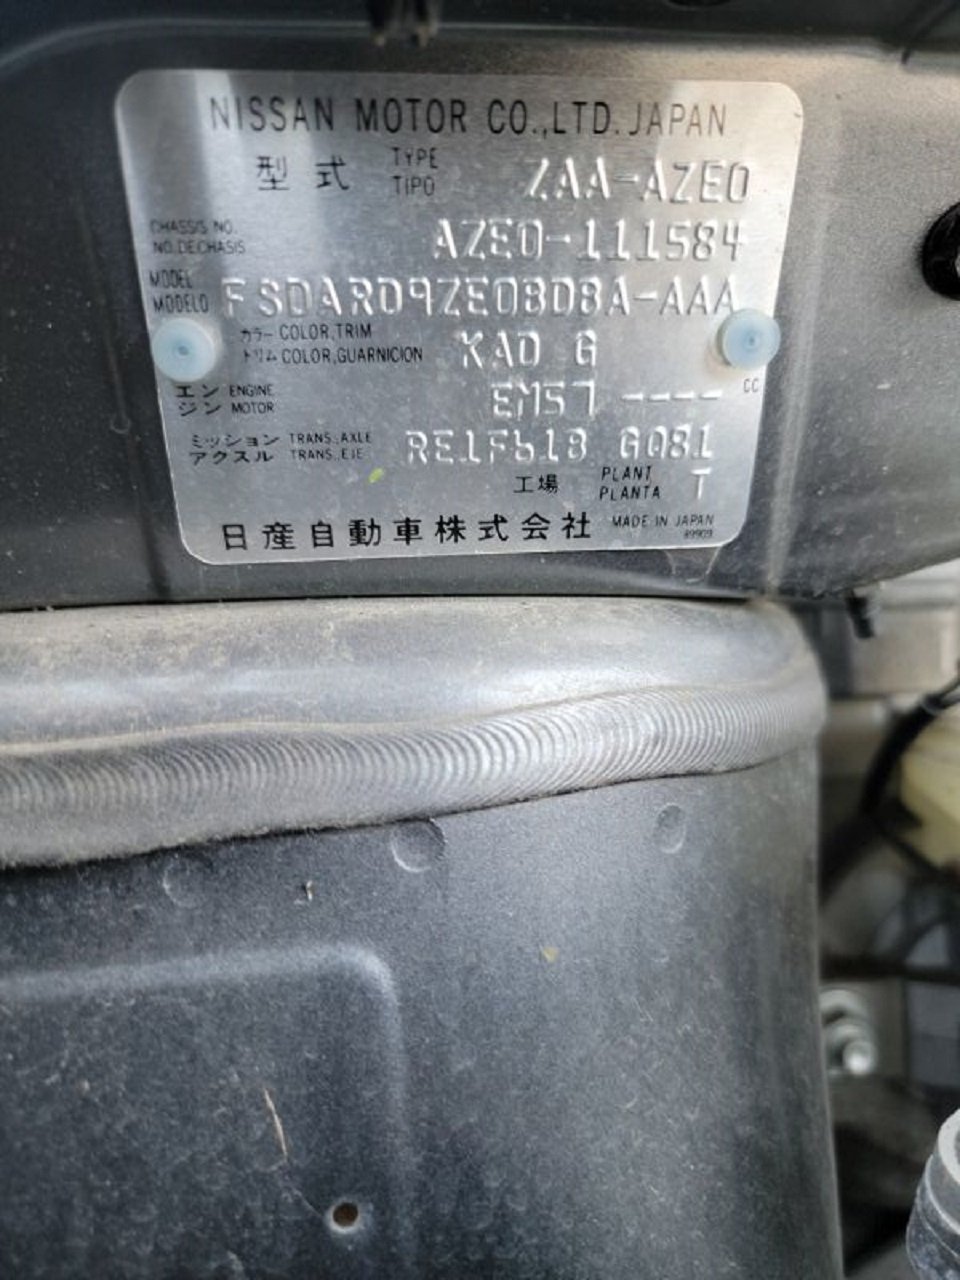 NISSAN MOTOR CO.,LTD. JAPAN
型式 TYPE TIPO ZAA-AZE0
CHASSIS NO. NO.DECHASIS AZE0-111584
MODEL MODELO FSDARD9ZE08D8A-AAA
カラー COLOR,TRIM
トリム COLOR,GUARNICION KAD G
エンジン ENGINE MOTOR EM57 ---- CC
ミッション TRANS.,AXLE
アクスル TRANS.,EJE RE1F61B G081
工場 PLANT PLANTA T
日産自動車株式会社 MADE IN JAPAN